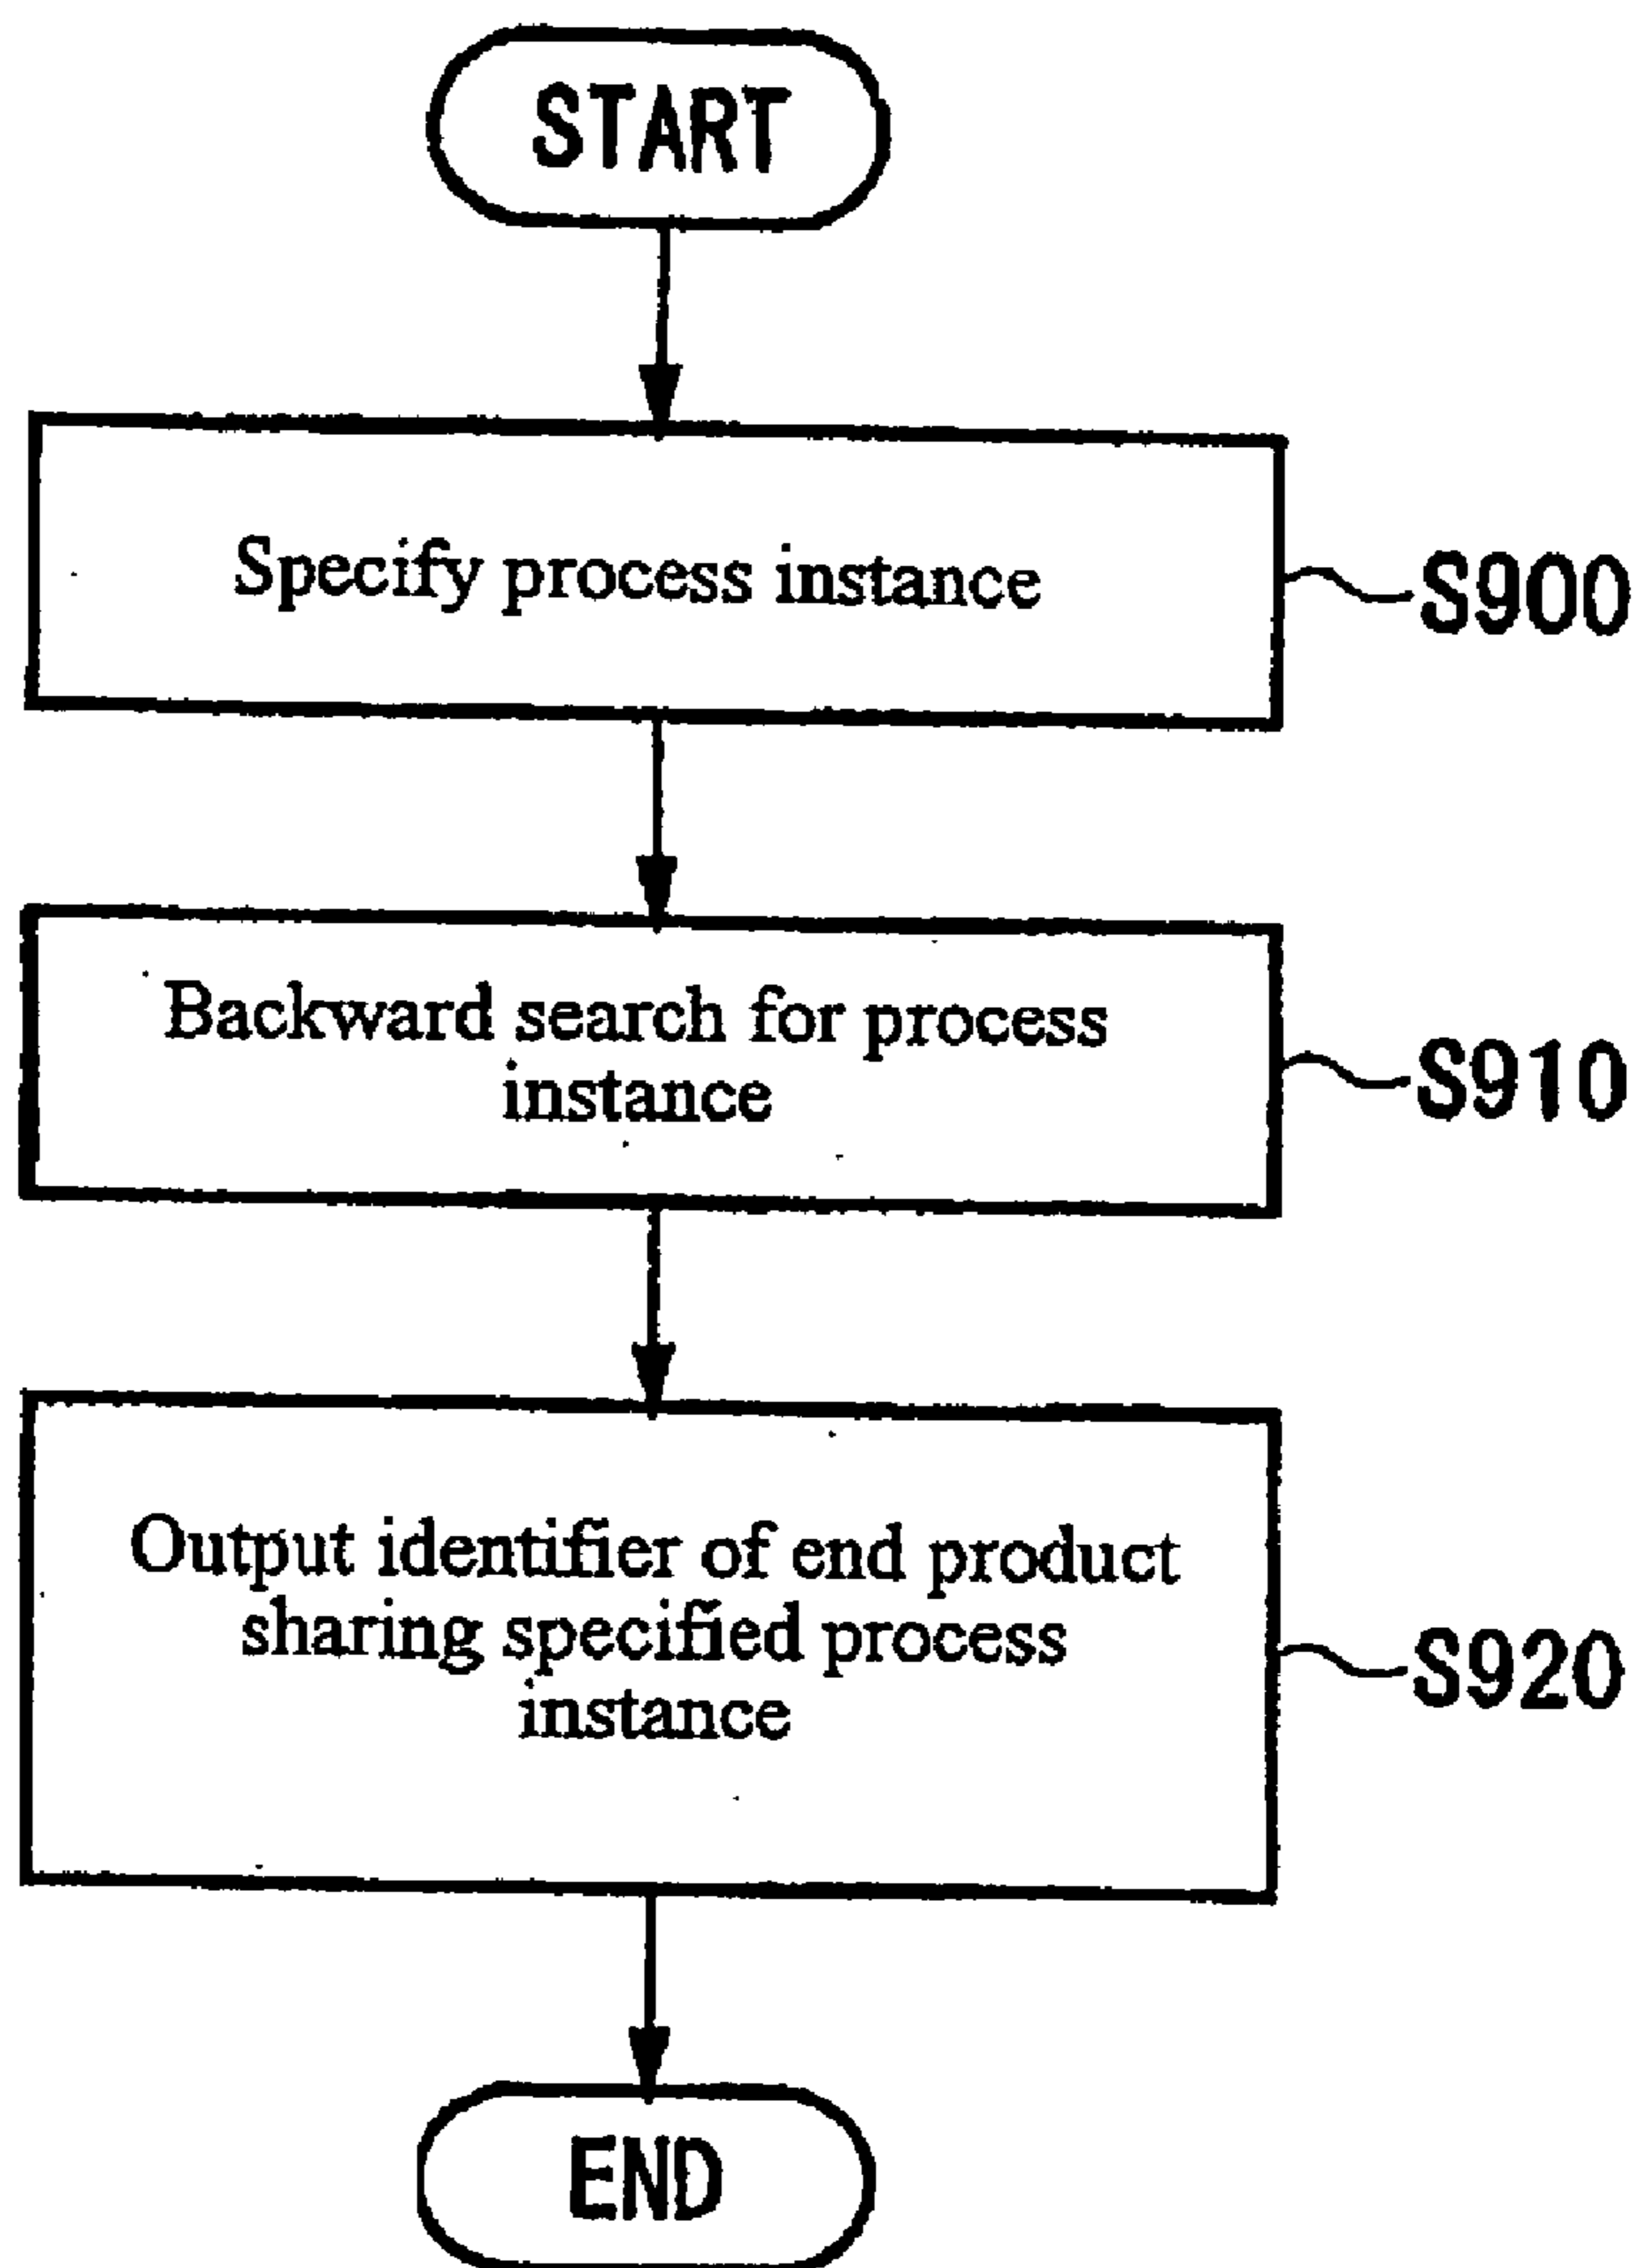 START
Specify process instance
S900
Backward search for process
instance
S910
Output identifier of end product
sharing specified process
instance
S920
END